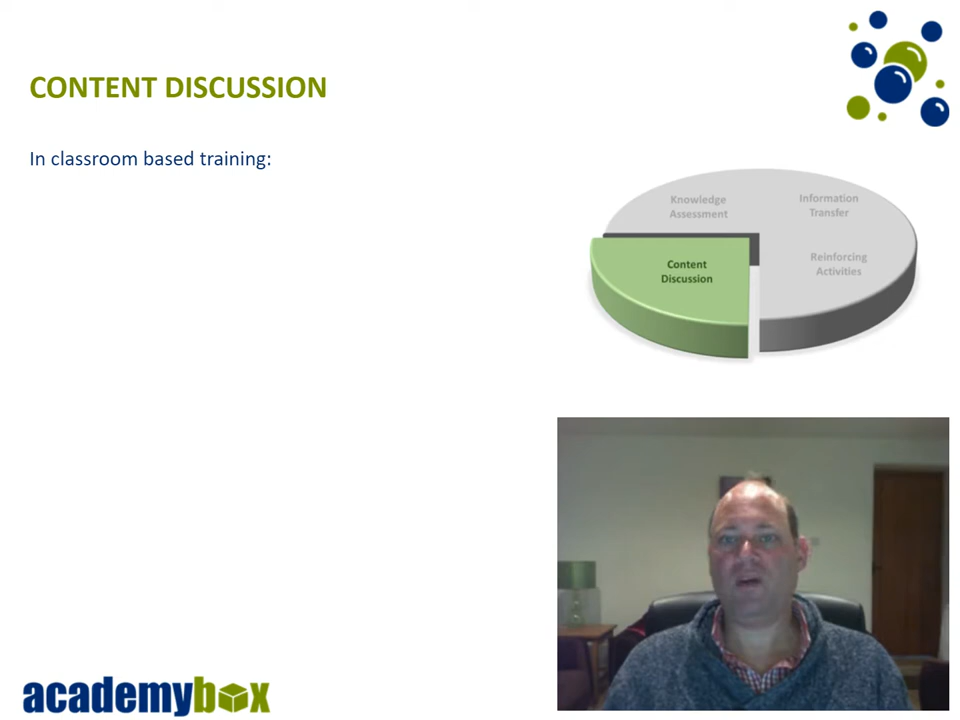 CONTENT DISCUSSION
In classroom based training:
Knowledge
Assessment
Information
Transfer
Content
Discussion
Reinforcing
Activities
academybox